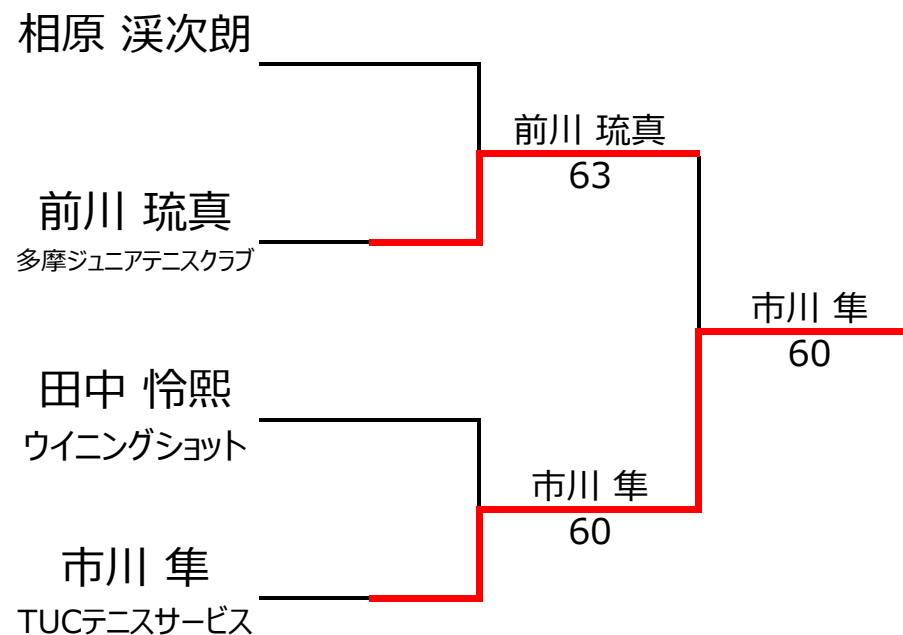 相原 渓次朗
前川 琉真
63
前川 琉真
多摩ジュニアテニスクラブ
市川 隼
60
田中 怜熙
ウイニングショット
市川 隼
60
市川 隼
TUCテニスサービス